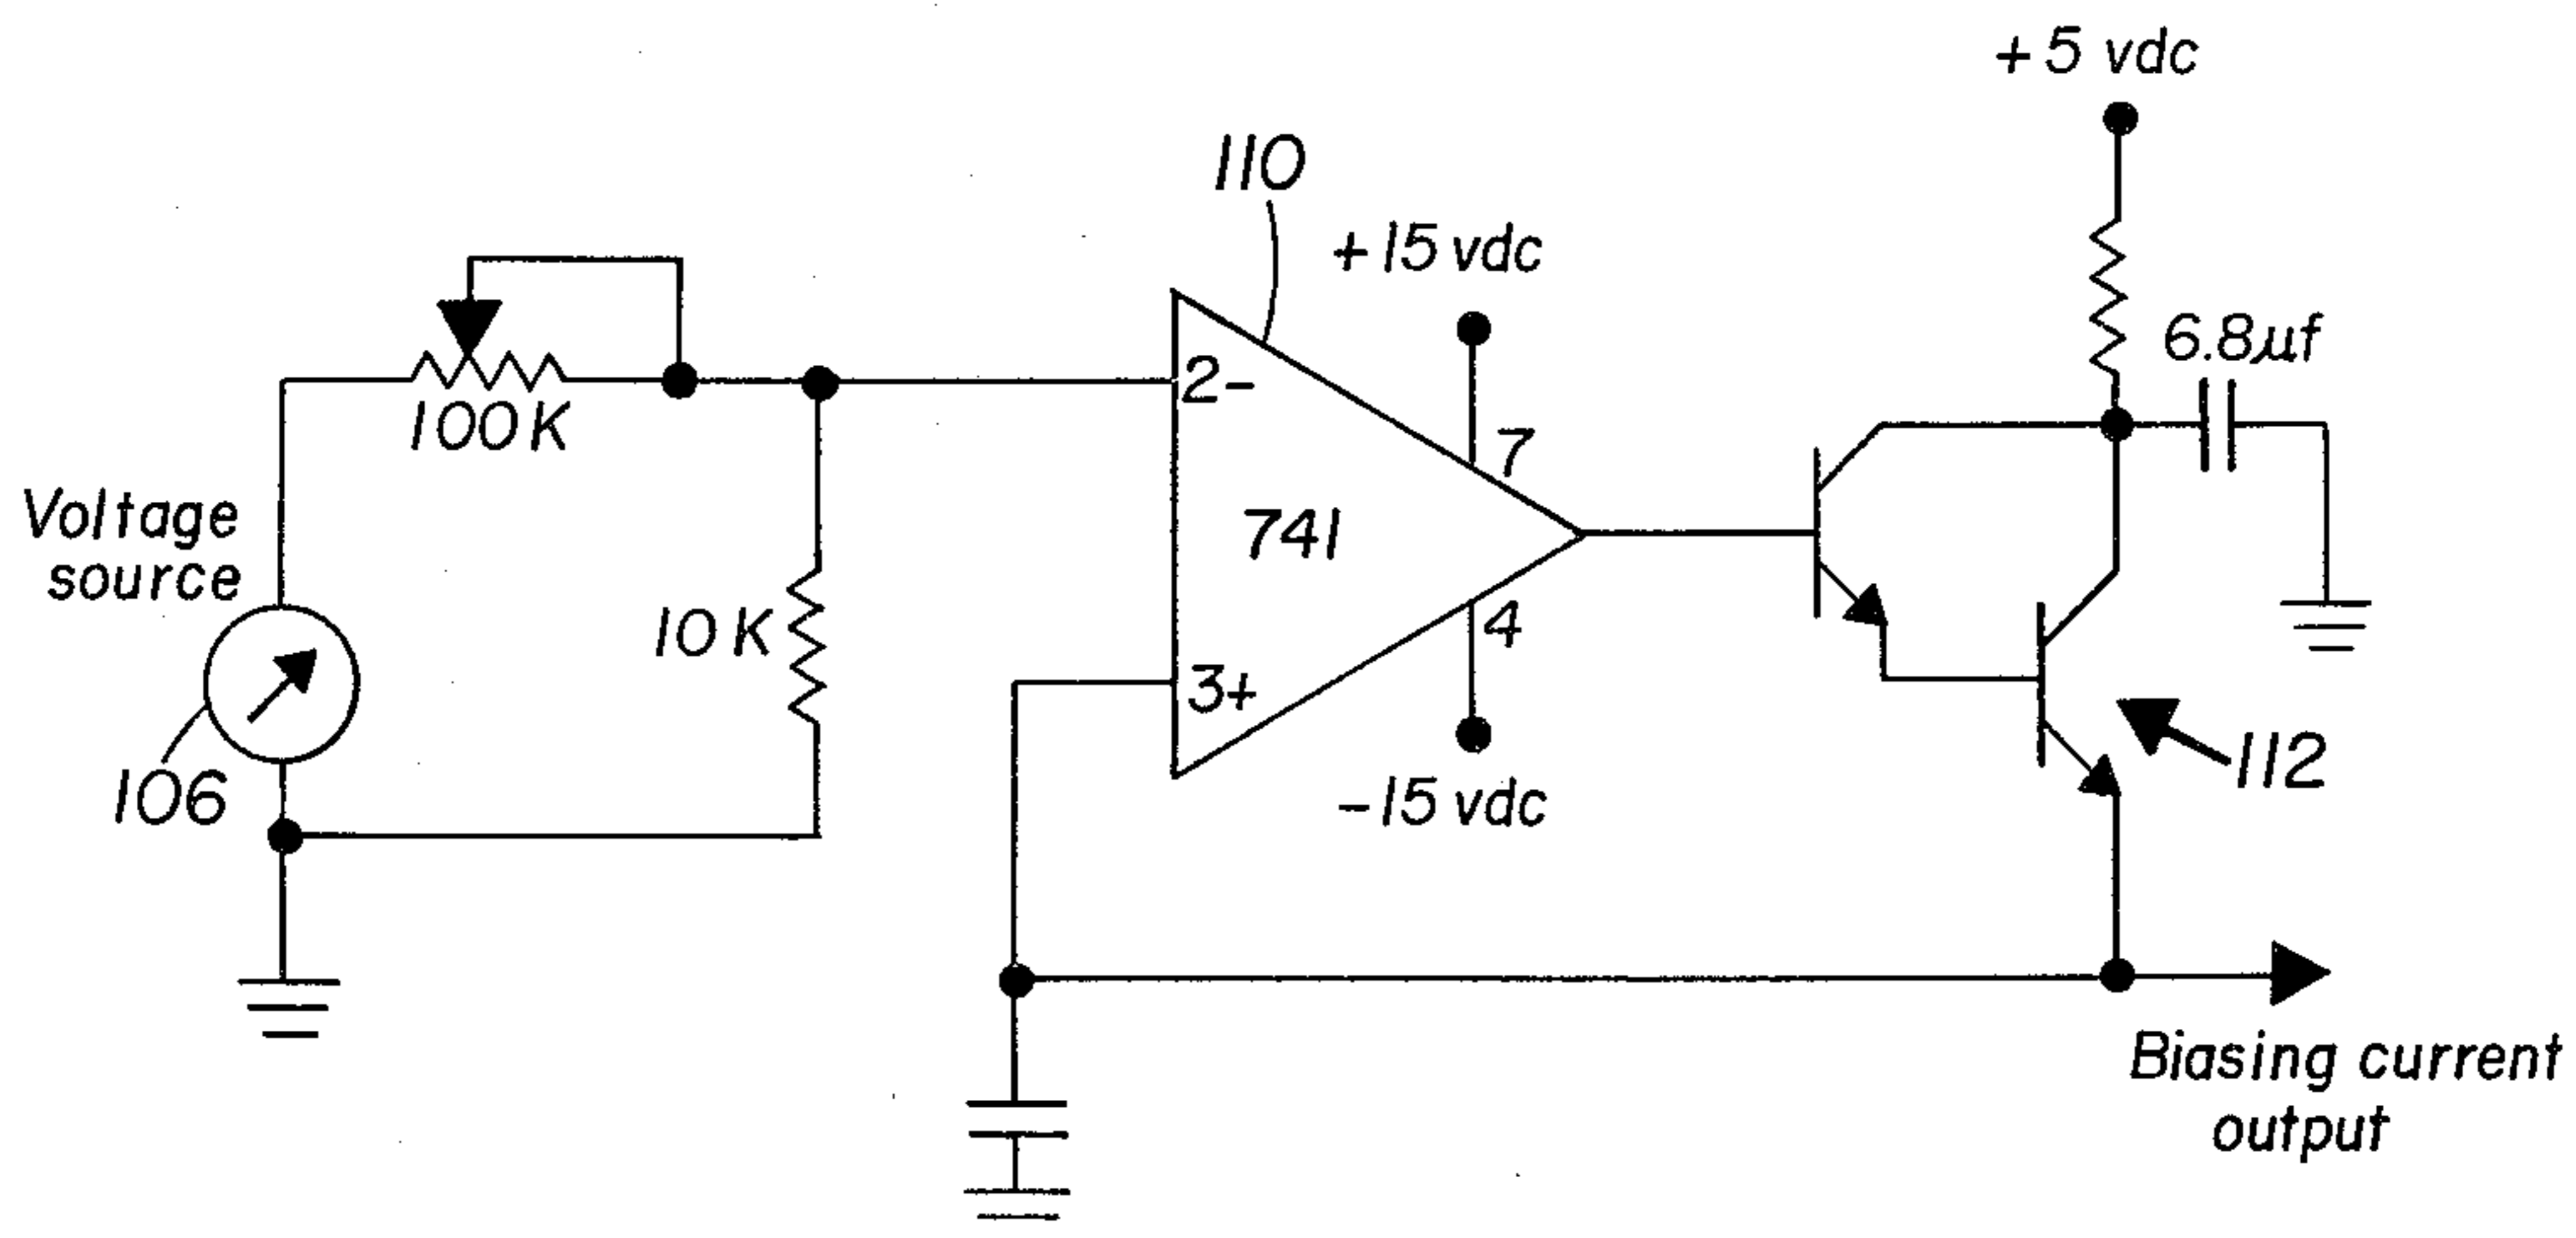 +5 vdc
110
+15 vdc
6.8µf
2-
100K
7
Voltage
source
741
10K
4
3+
112
106
-15 vdc
Biasing current
output